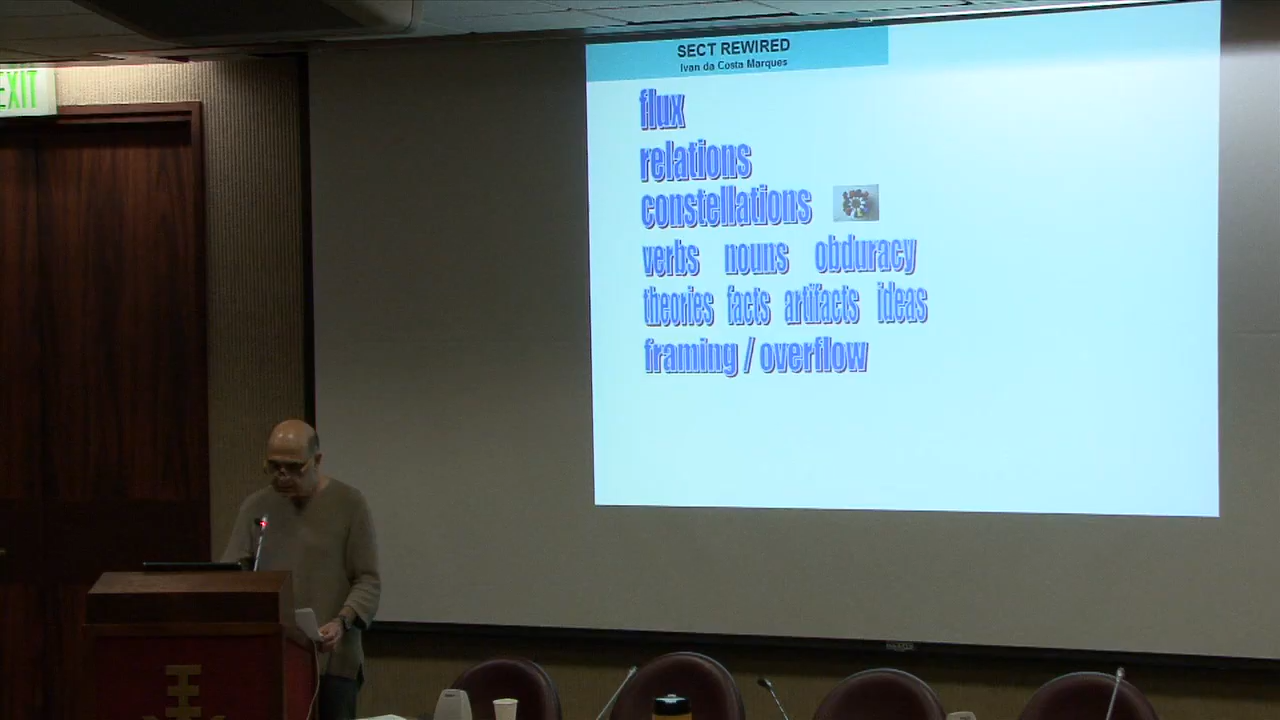 EXIT
SECT REWIRED
Ivan da Costa Marques
flux
relations
constellations
verbs nouns obduracy
theories facts artifacts ideas
framing / overflow